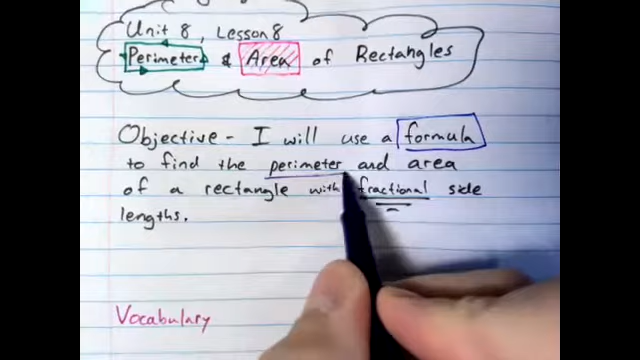 Unit 8, Lesson 8
Perimeter & Area of Rectangles
Objective - I will use a formula
to find the perimeter and area
of a rectangle with fractional side
lengths.
Vocabulary